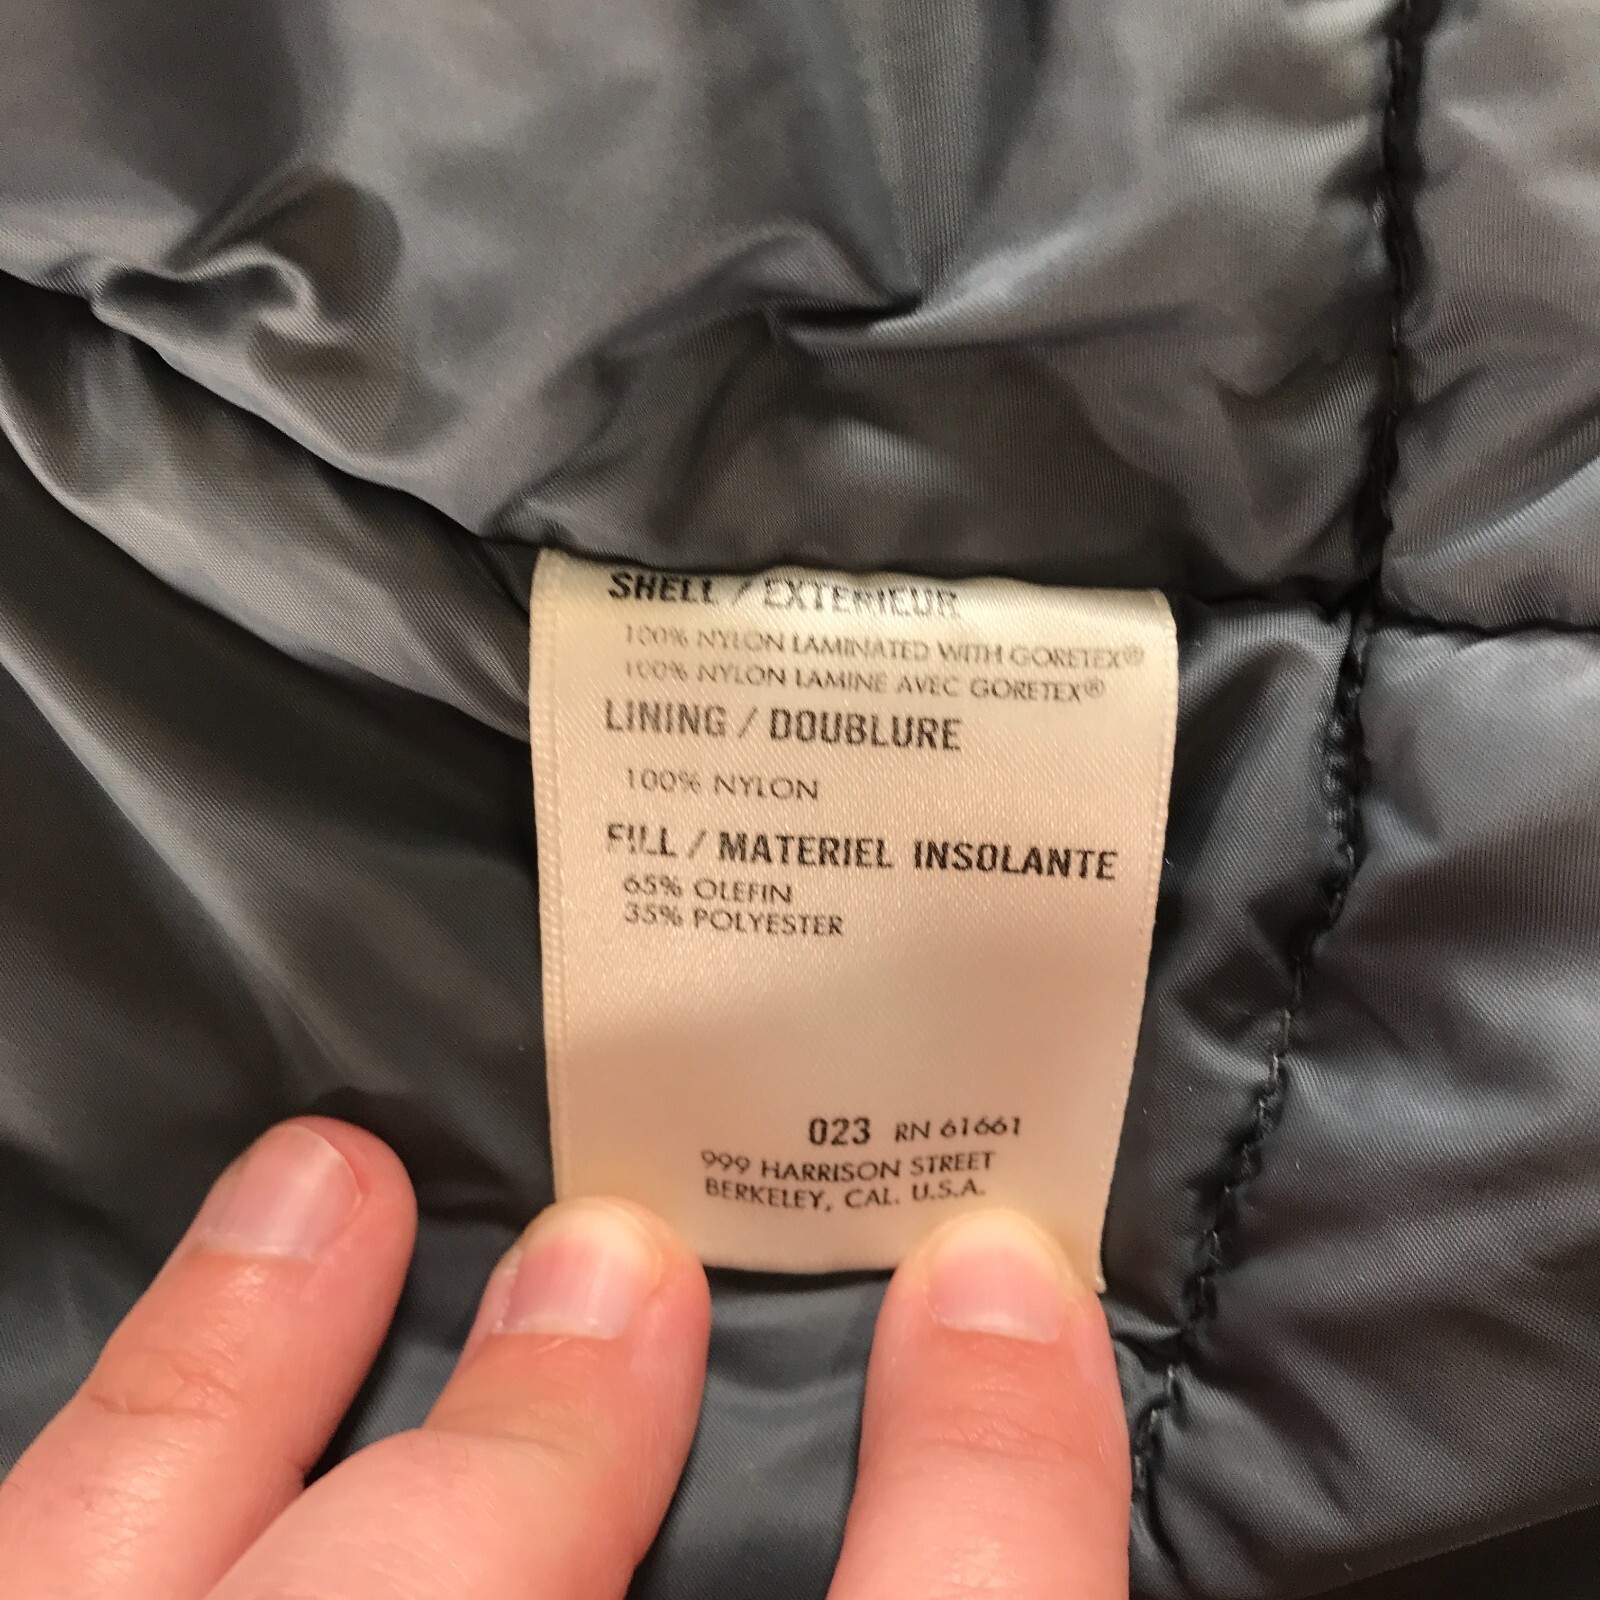 SHELL / EXTERIEUR
100% NYLON LAMINATED WITH GORETEX®
100% NYLON LAMINE AVEC GORETEX®
LINING / DOUBLURE
100% NYLON
FILL / MATERIEL INSOLANTE
65% OLEFIN
35% POLYESTER
023 RN 61661
999 HARRISON STREET
BERKELEY, CAL. U.S.A.